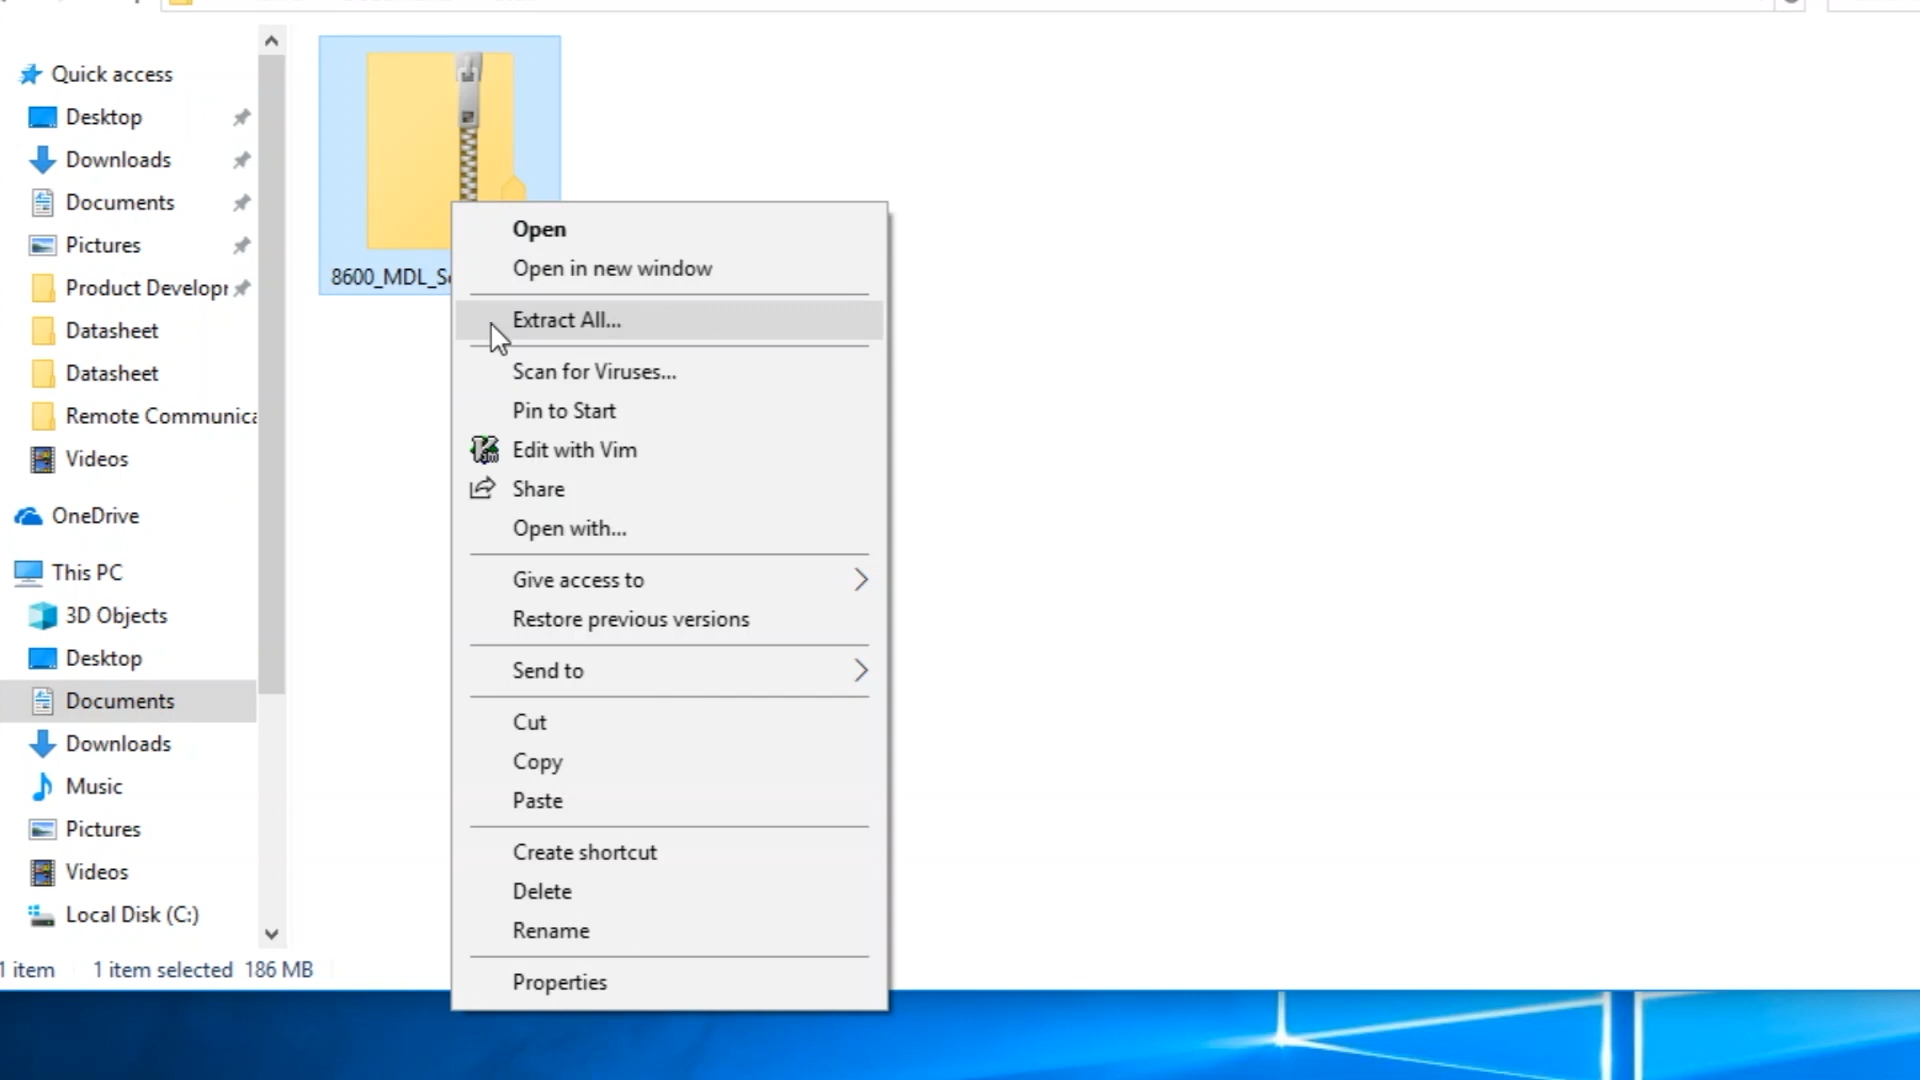 Quick access
Desktop
Downloads
Documents
Pictures
Product Developr
Datasheet
Datasheet
Remote Communica
Videos
OneDrive
This PC
3D Objects
Desktop
Documents
Downloads
Music
Pictures
Videos
Local Disk (C:)
1 item 1 item selected 186 MB
8600_MDL_S
Open
Open in new window
Extract All...
Scan for Viruses...
Pin to Start
Edit with Vim
Share
Open with...
Give access to
Restore previous versions
Send to
Cut
Copy
Paste
Create shortcut
Delete
Rename
Properties